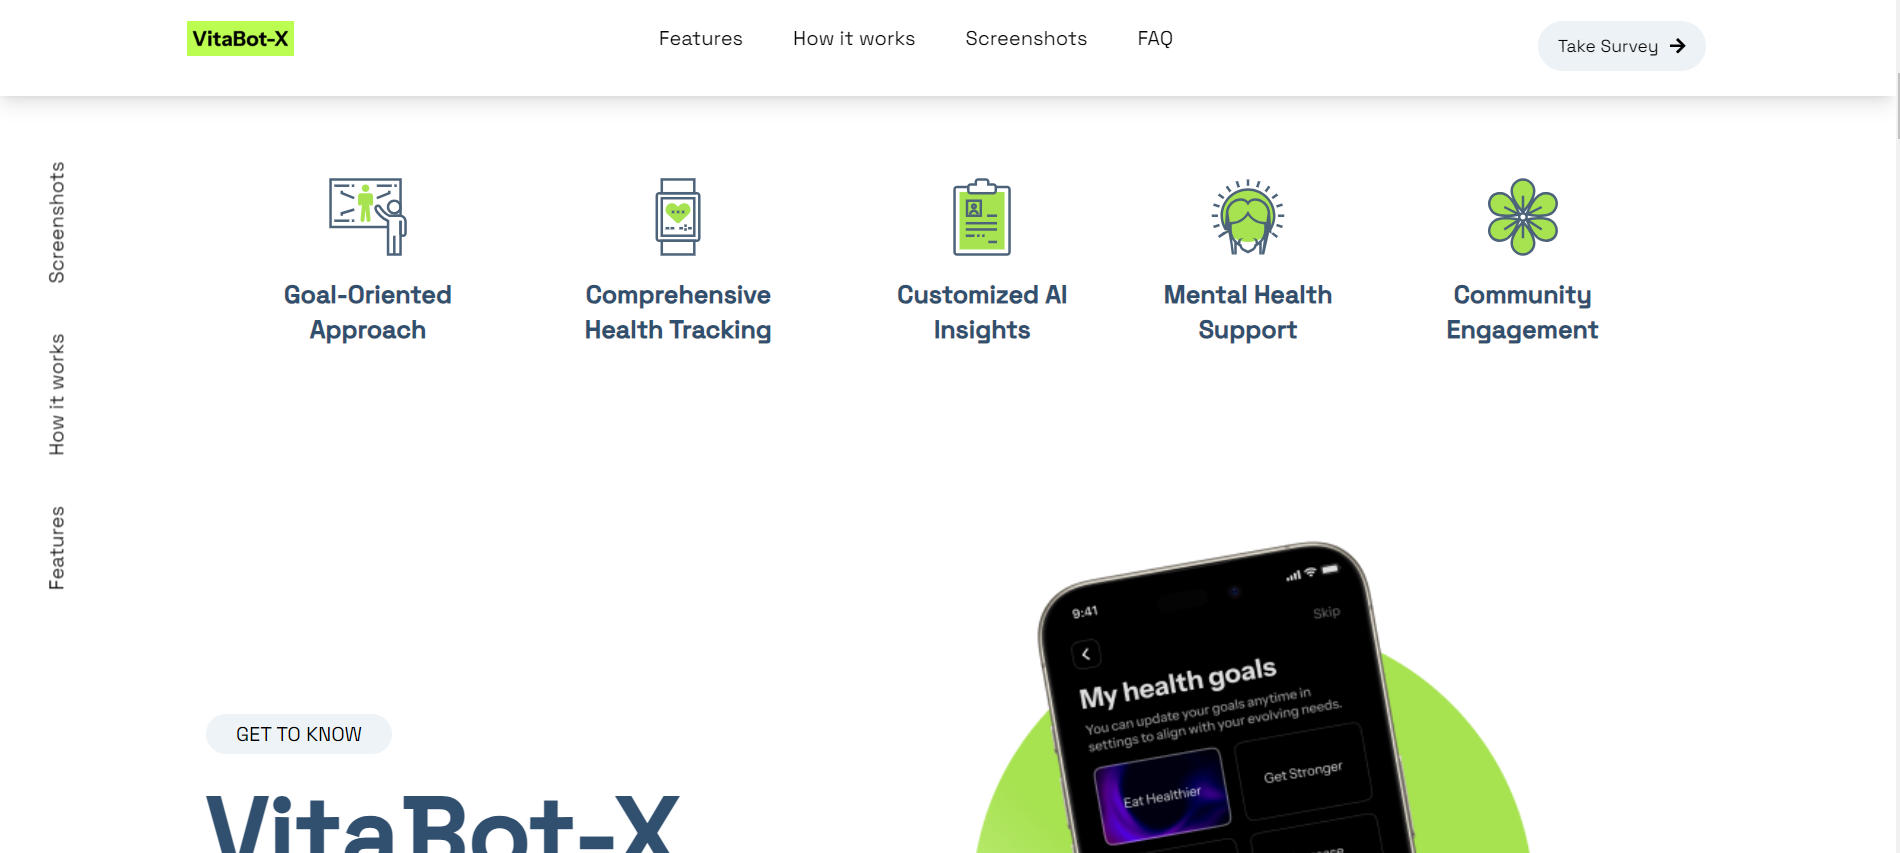 VitaBot-X
Features
How it works
Screenshots
FAQ
Take Survey
Screenshots
How it works
Features
Goal-Oriented
Approach
Comprehensive
Health Tracking
Customized AI
Insights
Mental Health
Support
Community
Engagement
GET TO KNOW
VitaBot-X
9:41
Skip
My health goals
You can update your goals anytime in
settings to align with your evolving needs.
Eat Healthier
Get Stronger